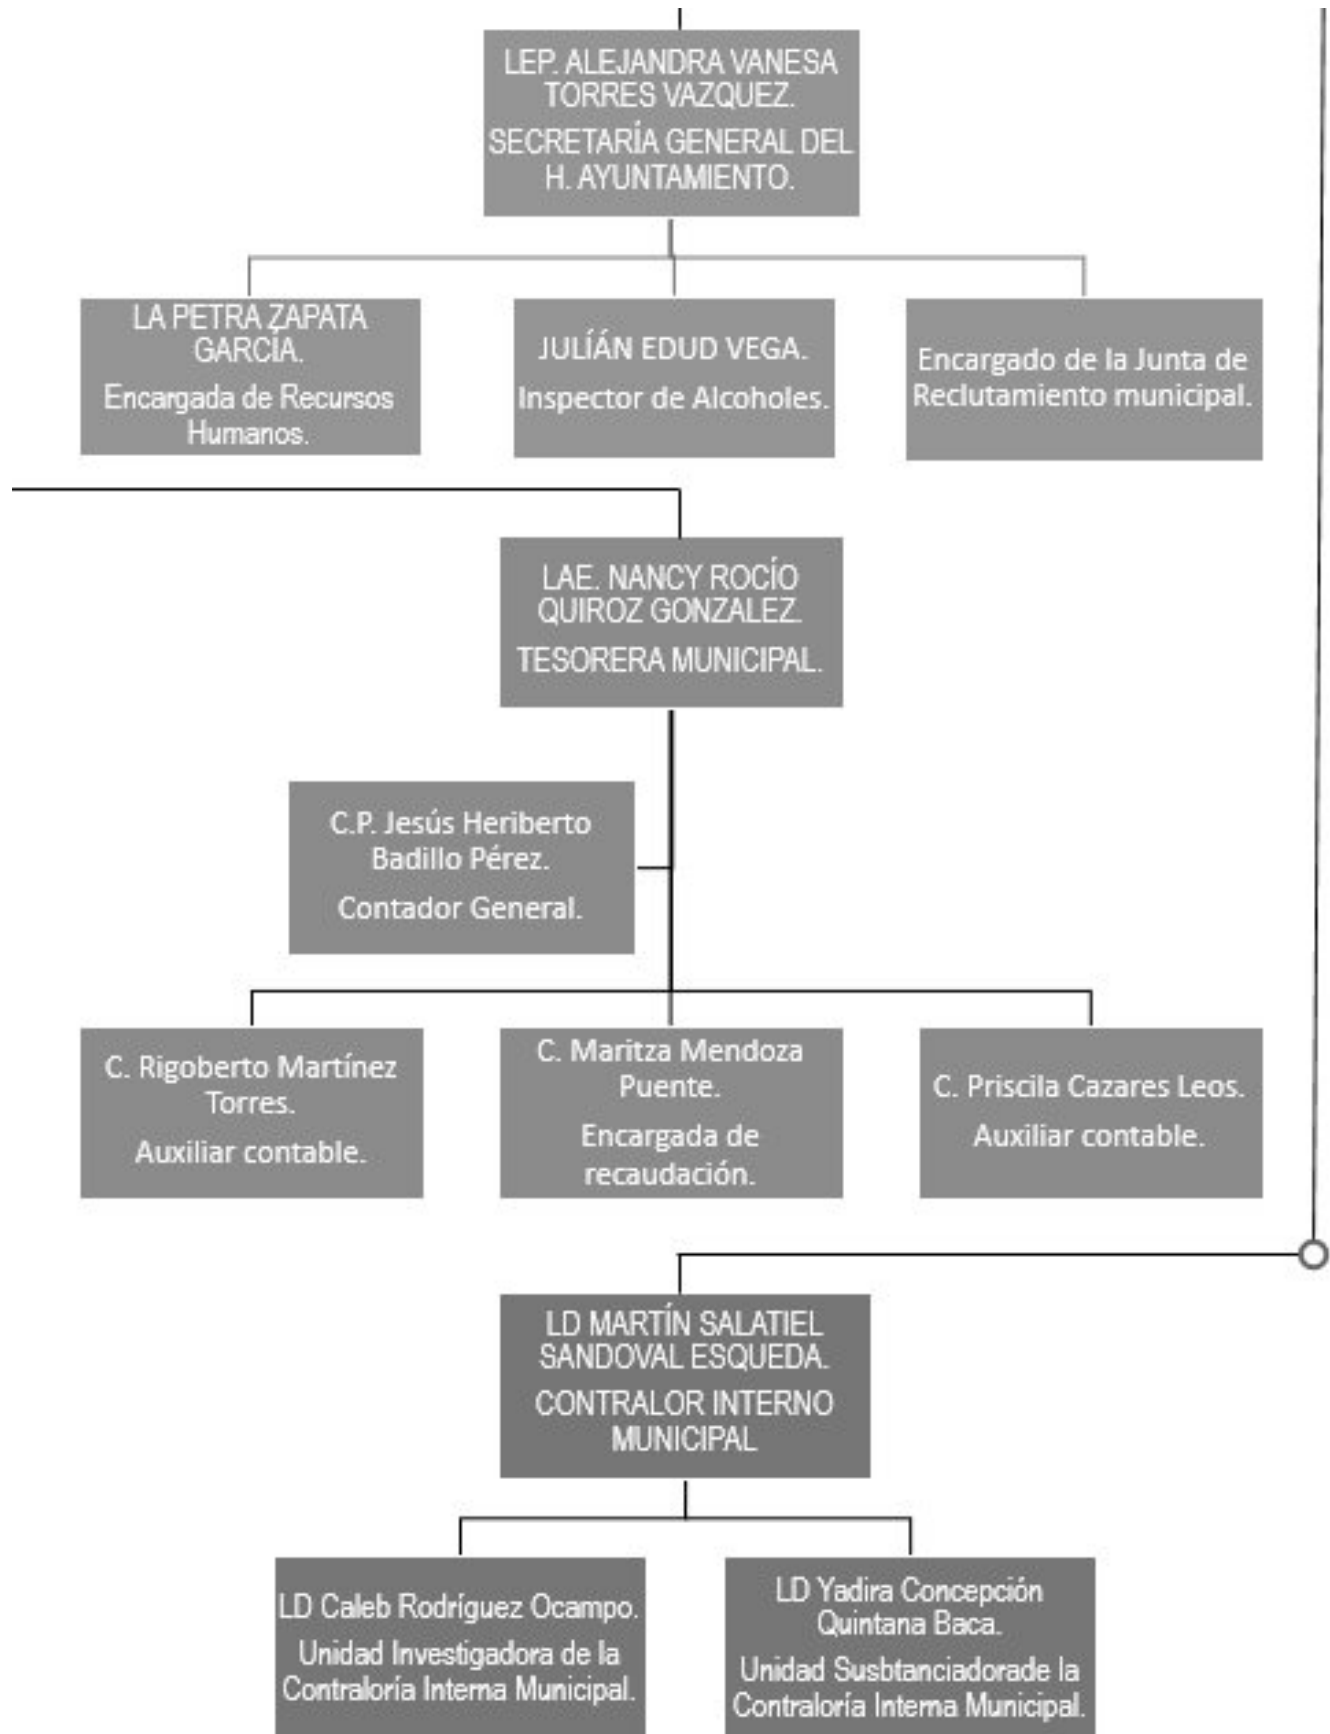 LEP. ALEJANDRA VANESA
TORRES VAZQUEZ.
SECRETARÍA GENERAL DEL
H. AYUNTAMIENTO.
LA PETRA ZAPATA
GARCÍA.
Encargada de Recursos
Humanos.
JULÍÁN EDUD VEGA.
Inspector de Alcoholes.
Encargado de la Junta de
Reclutamiento municipal.
LAE. NANCY ROCÍO
QUIROZ GONZALEZ.
TESORERA MUNICIPAL.
C.P. Jesús Heriberto
Badillo Pérez.
Contador General.
C. Rigoberto Martínez
Torres.
Auxiliar contable.
C. Maritza Mendoza
Puente.
Encargada de
recaudación.
C. Priscila Cazares Leos.
Auxiliar contable.
LD MARTÍN SALATIEL
SANDOVAL ESQUEDA.
CONTRALOR INTERNO
MUNICIPAL
LD Caleb Rodríguez Ocampo.
Unidad Investigadora de la
Contraloría Interna Municipal.
LD Yadira Concepción
Quintana Baca.
Unidad Susbtanciadorade la
Contraloría Interna Municipal.